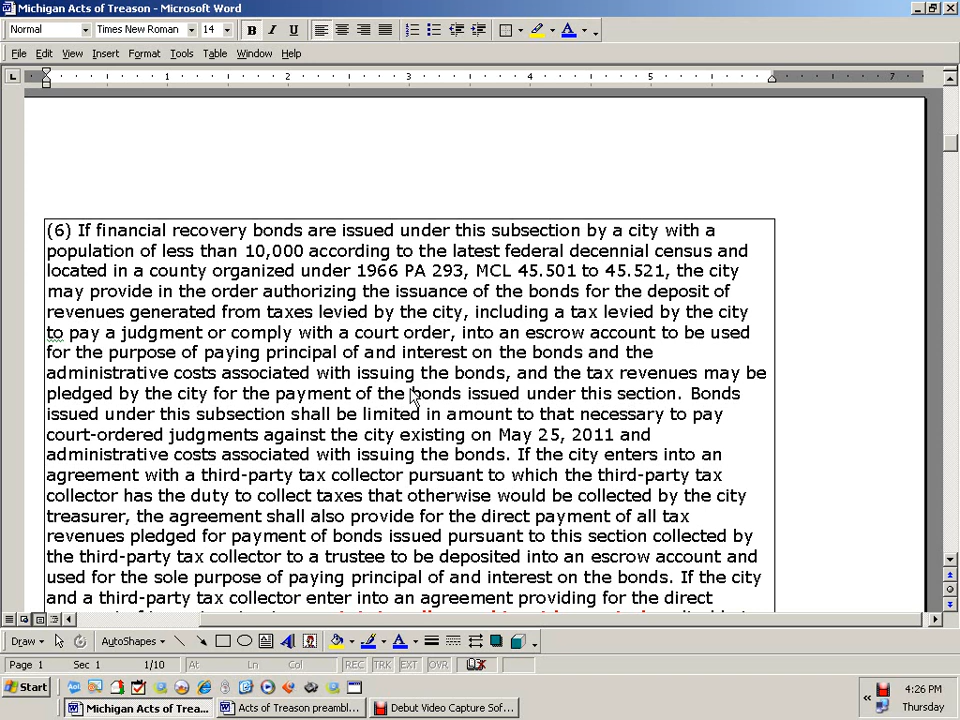 Michigan Acts of Treason - Microsoft Word
Normal Times New Roman 14 B I U
File Edit View Insert Format Tools Table Window Help
1 2 3 4 5 7
(6) If financial recovery bonds are issued under this subsection by a city with a
population of less than 10,000 according to the latest federal decennial census and
located in a county organized under 1966 PA 293, MCL 45.501 to 45.521, the city
may provide in the order authorizing the issuance of the bonds for the deposit of
revenues generated from taxes levied by the city, including a tax levied by the city
to pay a judgment or comply with a court order, into an escrow account to be used
for the purpose of paying principal of and interest on the bonds and the
administrative costs associated with issuing the bonds, and the tax revenues may be
pledged by the city for the payment of the bonds issued under this section. Bonds
issued under this subsection shall be limited in amount to that necessary to pay
court-ordered judgments against the city existing on May 25, 2011 and
administrative costs associated with issuing the bonds. If the city enters into an
agreement with a third-party tax collector pursuant to which the third-party tax
collector has the duty to collect taxes that otherwise would be collected by the city
treasurer, the agreement shall also provide for the direct payment of all tax
revenues pledged for payment of bonds issued pursuant to this section collected by
the third-party tax collector to a trustee to be deposited into an escrow account and
used for the sole purpose of paying principal of and interest on the bonds. If the city
and a third-party tax collector enter into an agreement providing for the direct
Draw AutoShapes
Page 1 Sec 1 1/10 At Ln Col REC TRK EXT OVR
Start 4:26 PM
Michigan Acts of Trea... Acts of Treason preambl... Debut Video Capture Sof... Thursday